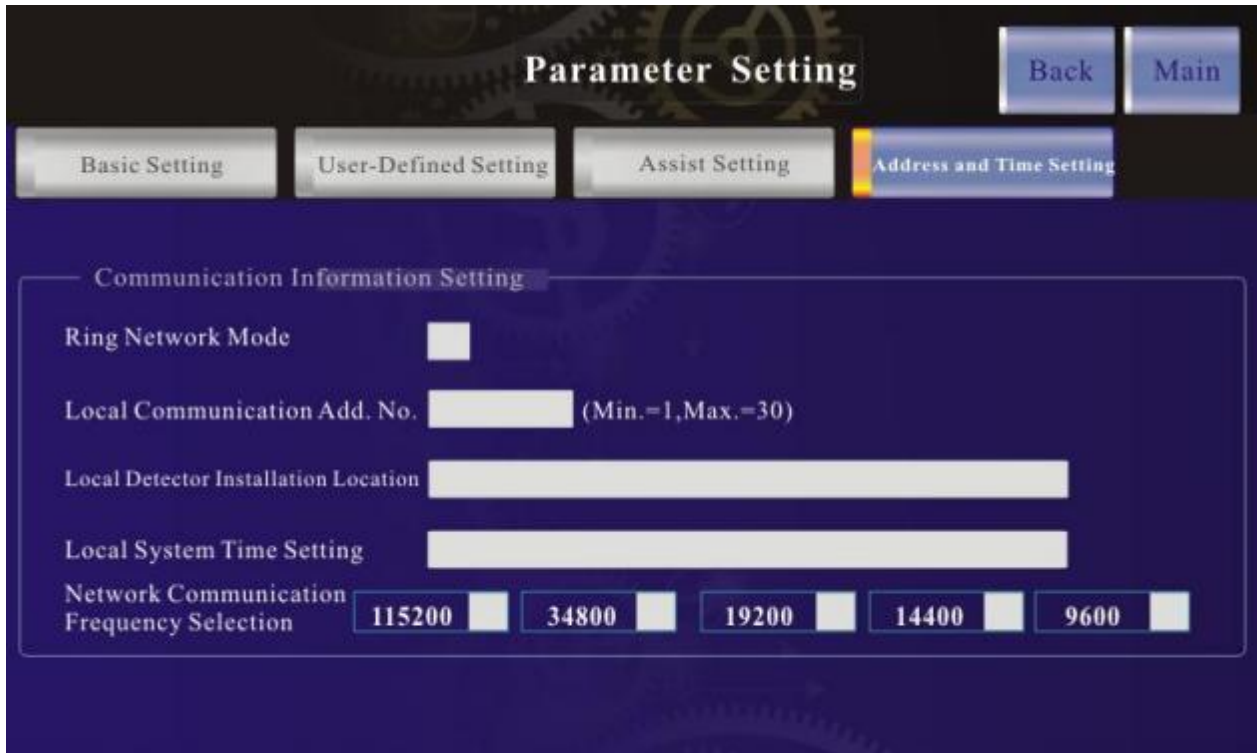 Parameter Setting
Back
Main
Basic Setting
User-Defined Setting
Assist Setting
Address and Time Setting
Communication Information Setting
Ring Network Mode
Local Communication Add. No.
(Min.=1,Max.=30)
Local Detector Installation Location
Local System Time Setting
Network Communication
Frequency Selection
115200
34800
19200
14400
9600